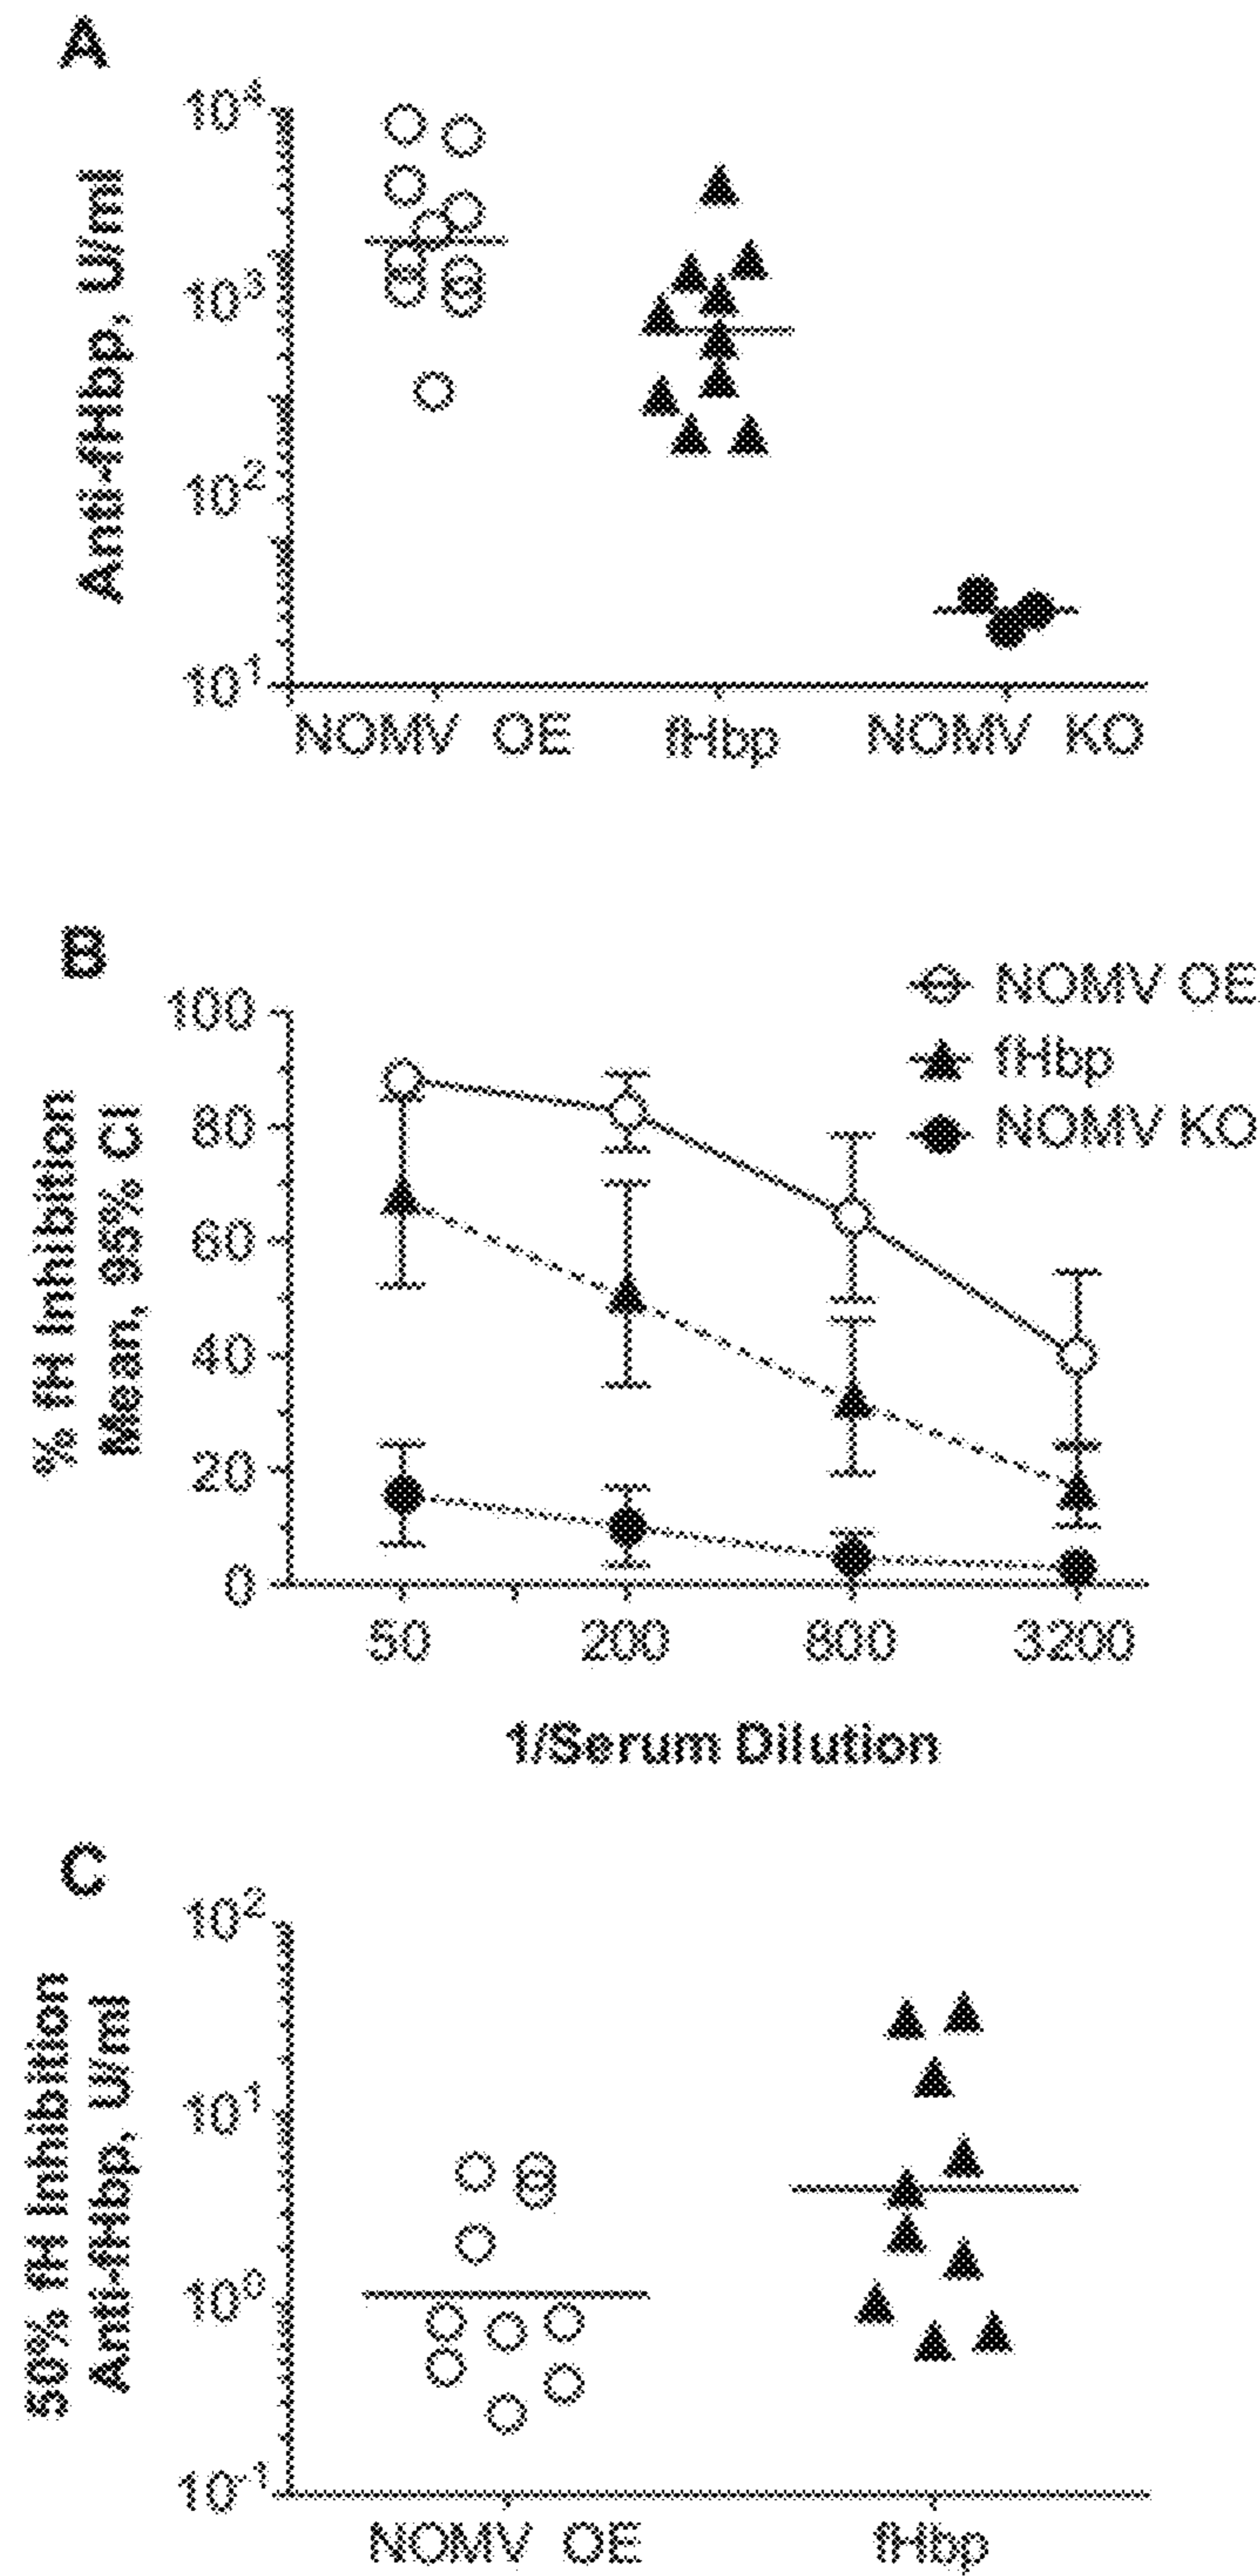 A
10⁴
10³
10²
10¹
Anti-fHbp, U/ml
NOMV OE
fHbp
NOMV KO
B
NOMV OE
fHbp
NOMV KO
100
80
60
40
20
0
% fH Inhibition
Mean, 95% CI
50
200
800
3200
1/Serum Dilution
C
10²
10¹
10⁰
10⁻¹
50% fH Inhibition
Anti-fHbp, U/ml
NOMV OE
fHbp